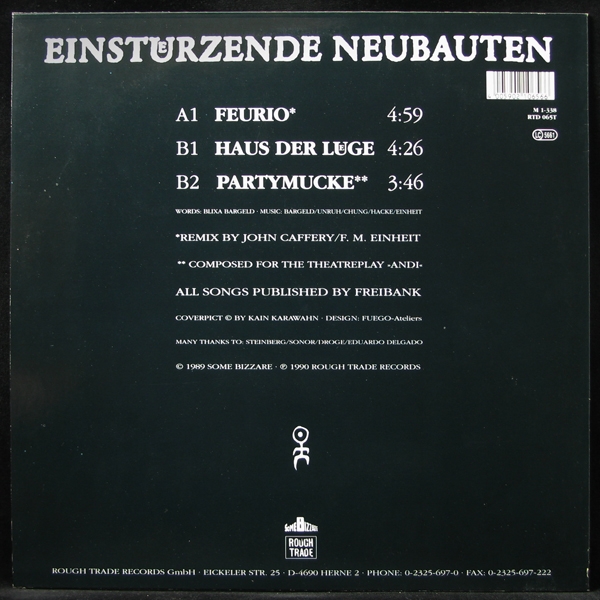 EINSTÜRZENDE NEUBAUTEN
M 1-338
RTD 065T
LC 5661
A1 FEURIO* 4:59
B1 HAUS DER LÜGE 4:26
B2 PARTYMUCKE** 3:46
WORDS: BLIXA BARGELD · MUSIC: BARGELD/UNRUH/CHUNG/HACKE/EINHEIT
*REMIX BY JOHN CAFFERY/F. M. EINHEIT
** COMPOSED FOR THE THEATREPLAY »ANDI«
ALL SONGS PUBLISHED BY FREIBANK
COVERPICT © BY KAIN KARAWAHN · DESIGN: FUEGO-Ateliers
MANY THANKS TO: STEINBERG/SONOR/DROGE/EDUARDO DELGADO
© 1989 SOME BIZZARE · ℗ 1990 ROUGH TRADE RECORDS
SOME BIZZARE
ROUGH
TRADE
ROUGH TRADE RECORDS GmbH · EICKELER STR. 25 · D-4690 HERNE 2 · PHONE: 0-2325-697-0 · FAX: 0-2325-697-222